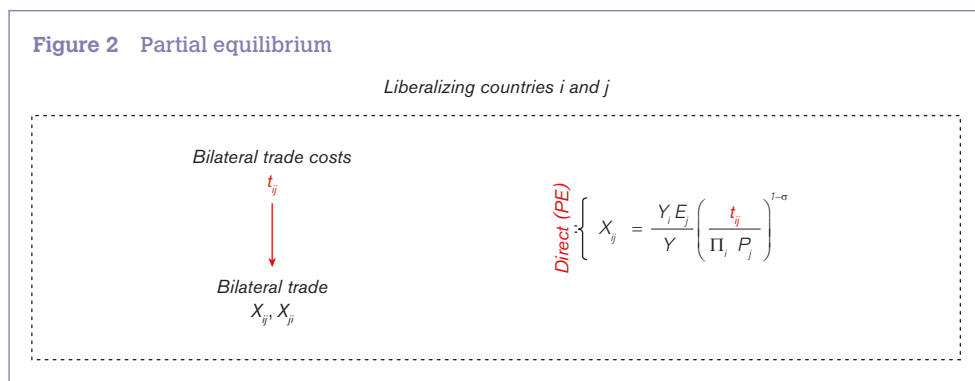 Figure 2 Partial equilibrium
Liberalizing countries i and j
Bilateral trade costs
t_ij
Bilateral trade
X_ij, X_ji
Direct (PE)
X_ij = Y_i E_j / Y ( t_ij / Π_i P_j )^1–σ